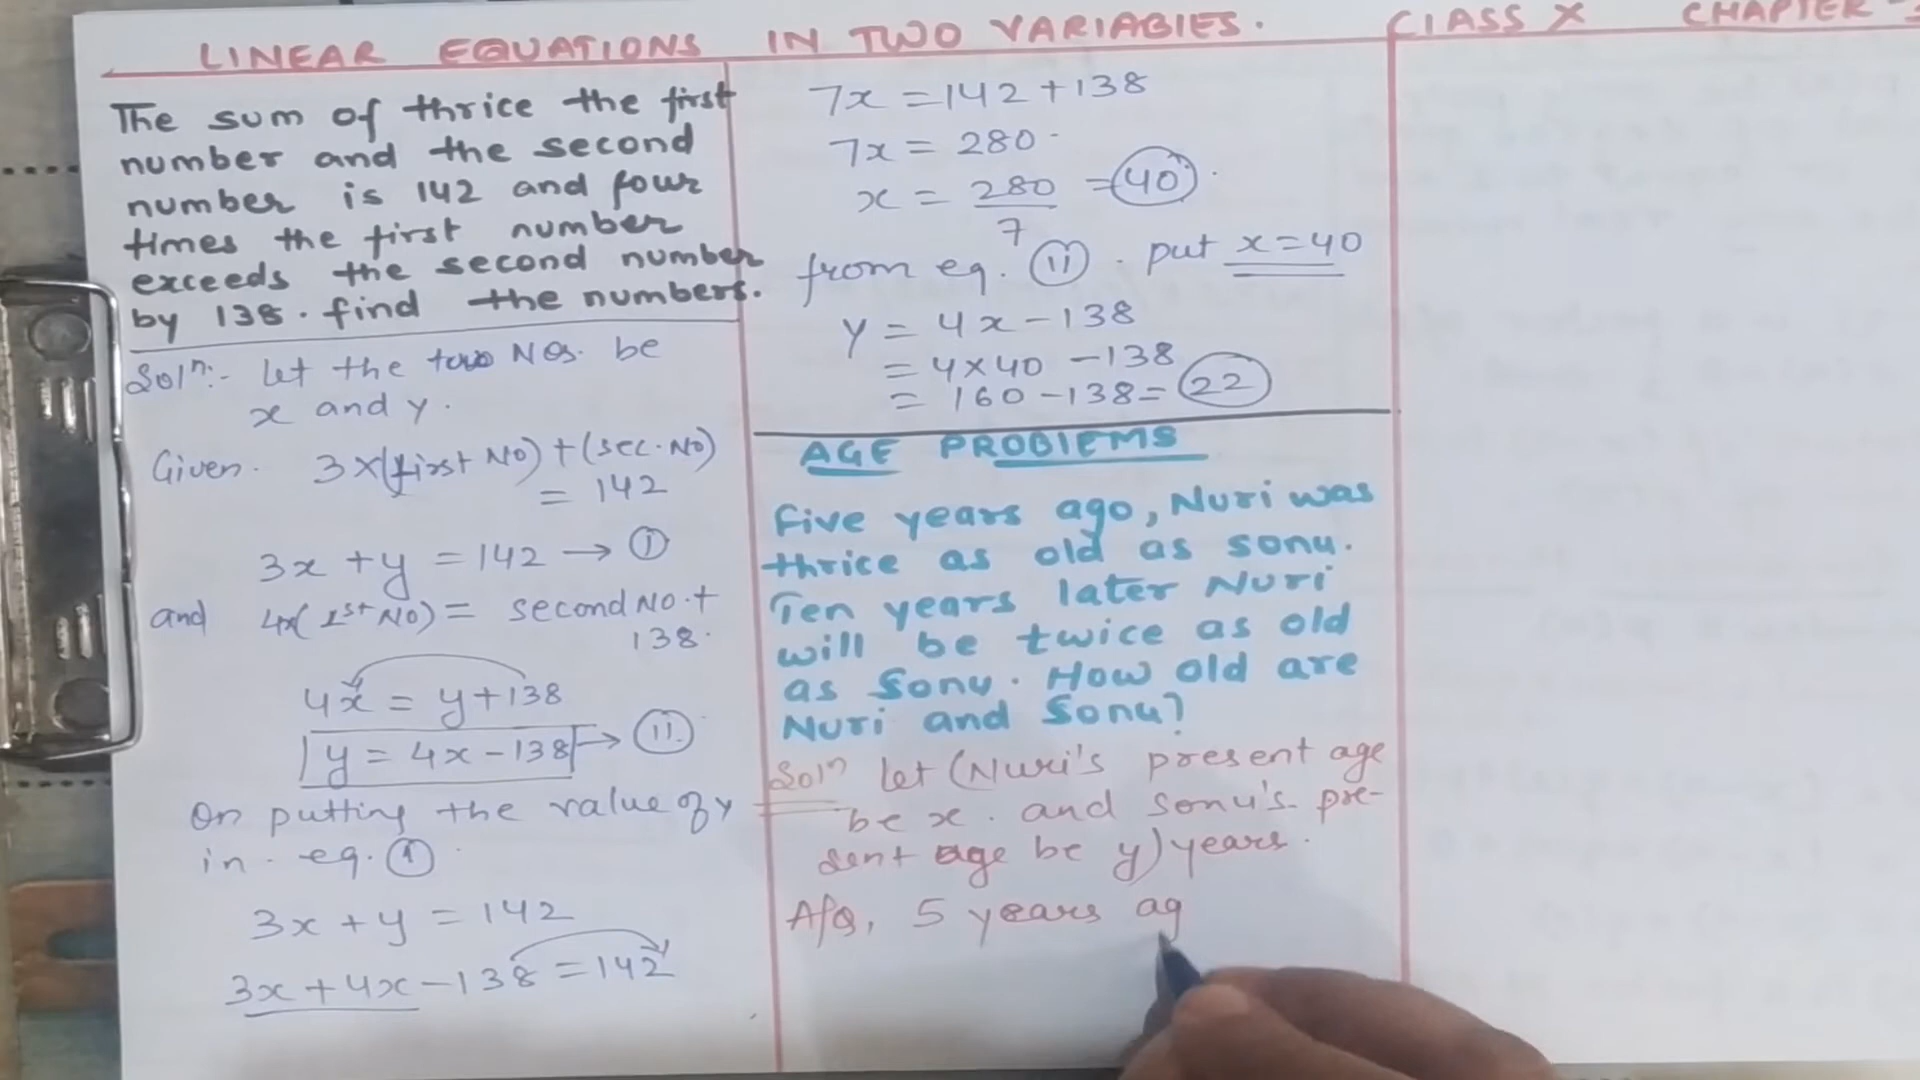 LINEAR EQUATIONS IN TWO VARIABLES. CLASS X CHAPTER
The sum of thrice the first
number and the second
number is 142 and four
times the first number
exceeds the second number
by 138. find the numbers.
Solⁿ:- Let the two Nos. be
x and y.
Given. 3×(first No)+(sec. No)
= 142
3x + y = 142 → (I)
and 4×(1st No) = second No. +
138.
4x = y + 138
y = 4x - 138 → (II)
On putting the value of y
in eq. (1)
3x + y = 142
3x + 4x - 138 = 142
7x = 142 + 138
7x = 280
x = 280/7 = 40
from eq. (II). put x = 40
y = 4x - 138
= 4×40 - 138
= 160 - 138 = 22
AGE PROBLEMS
Five years ago, Nuri was
thrice as old as sonu.
Ten years later Nuri
will be twice as old
as Sonu. How old are
Nuri and Sonu?
Solⁿ Let (Nuri's present age
be x. and Sonu's pre-
sent age be y) years.
A/Q, 5 years ag